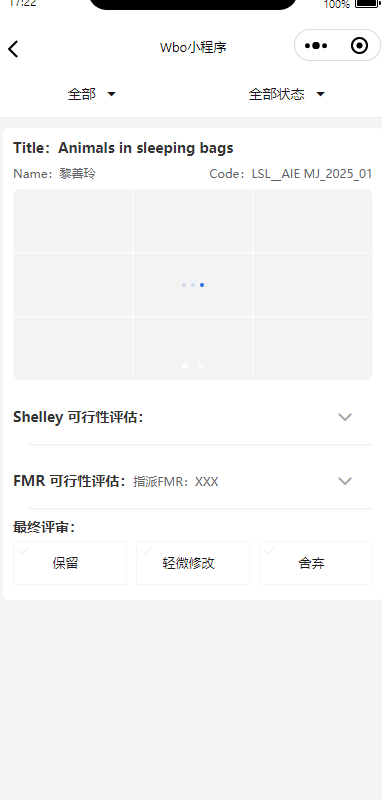 17:22
100%
Wbo小程序
全部
全部状态
Title: Animals in sleeping bags
Name: 黎善玲
Code: LSL__AIE MJ_2025_01
Shelley 可行性评估:
FMR 可行性评估: 指派FMR: XXX
最终评审:
保留
轻微修改
舍弃